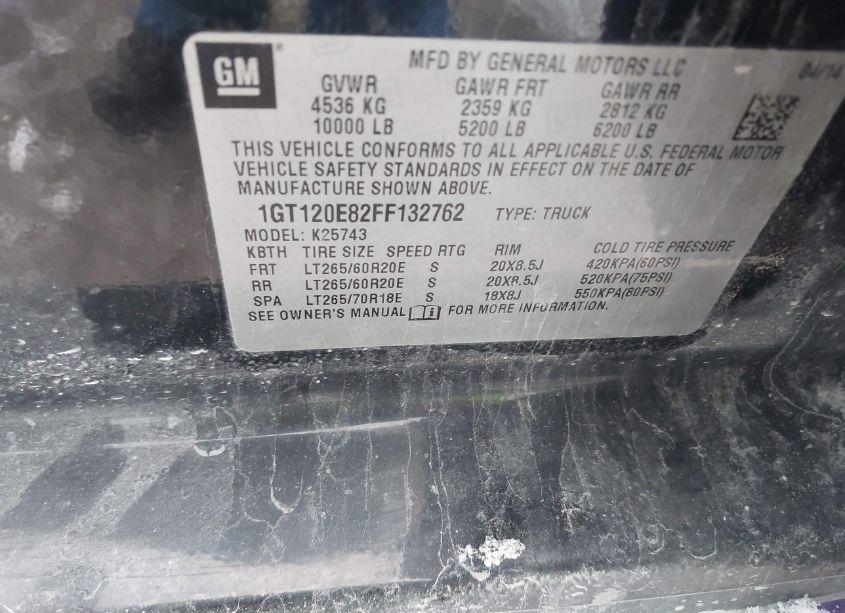 GM
MFD BY GENERAL MOTORS LLC 04/14
GVWR GAWR FRT GAWR RR
4536 KG 2359 KG 2812 KG
10000 LB 5200 LB 6200 LB
THIS VEHICLE CONFORMS TO ALL APPLICABLE U.S. FEDERAL MOTOR
VEHICLE SAFETY STANDARDS IN EFFECT ON THE DATE OF
MANUFACTURE SHOWN ABOVE.
1GT120E82FF132762 TYPE: TRUCK
MODEL: K25743
KBTH TIRE SIZE SPEED RTG RIM COLD TIRE PRESSURE
FRT LT265/60R20E S 20X8.5J 420KPA(60PSI)
RR LT265/60R20E S 20X8.5J 520KPA(75PSI)
SPA LT265/70R18E S 18X8J 550KPA(80PSI)
SEE OWNER'S MANUAL FOR MORE INFORMATION.